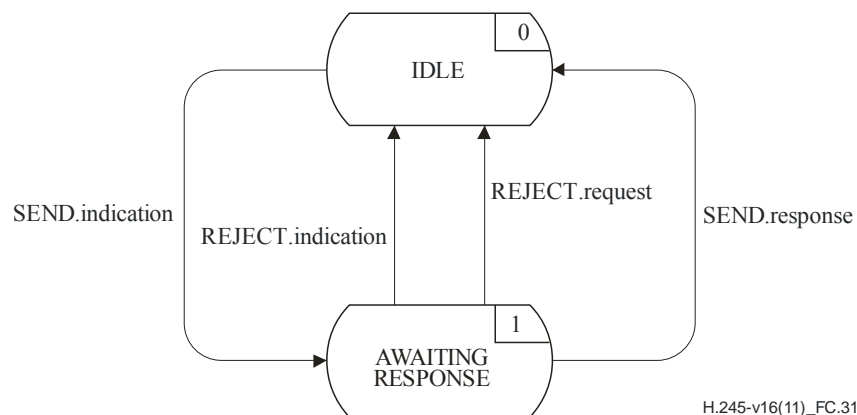 0
IDLE
SEND.indication
REJECT.indication
REJECT.request
SEND.response
1
AWAITING
RESPONSE
H.245-v16(11)_FC.31